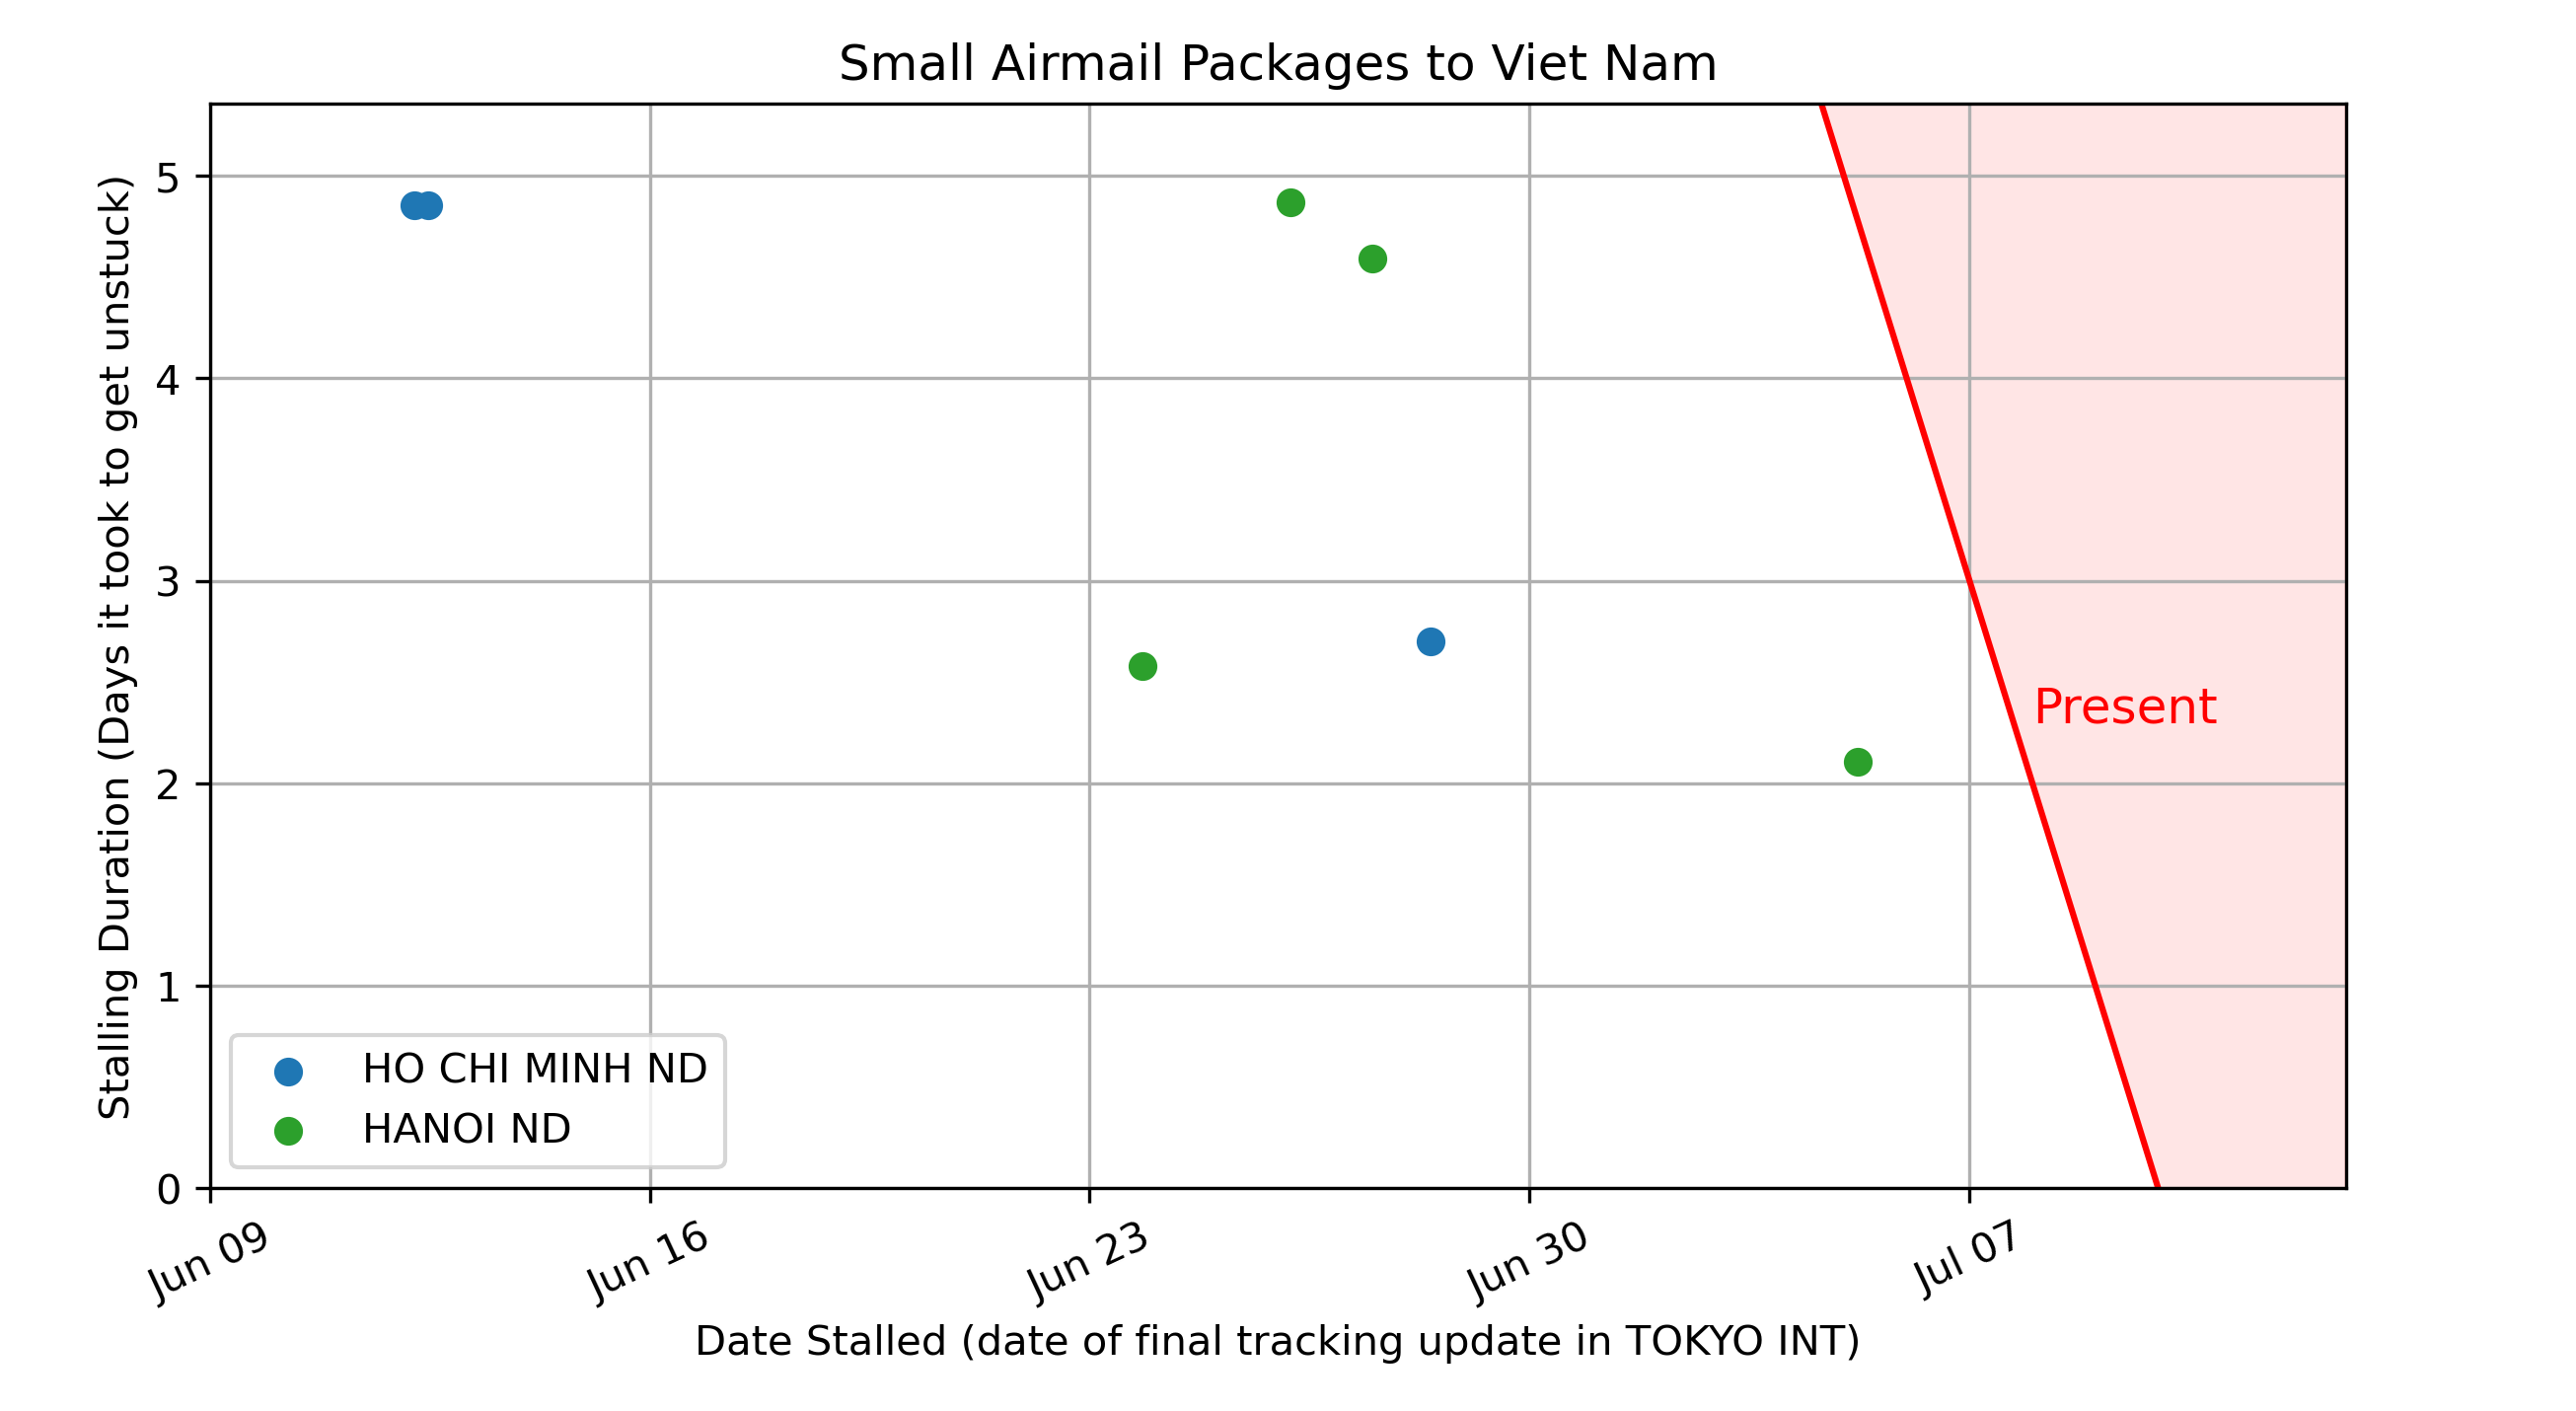 Small Airmail Packages to Viet Nam
Stalling Duration (Days it took to get unstuck)
5
4
3
2
1
0
Present
HO CHI MINH ND
HANOI ND
Jun 09
Jun 16
Jun 23
Jun 30
Jul 07
Date Stalled (date of final tracking update in TOKYO INT)